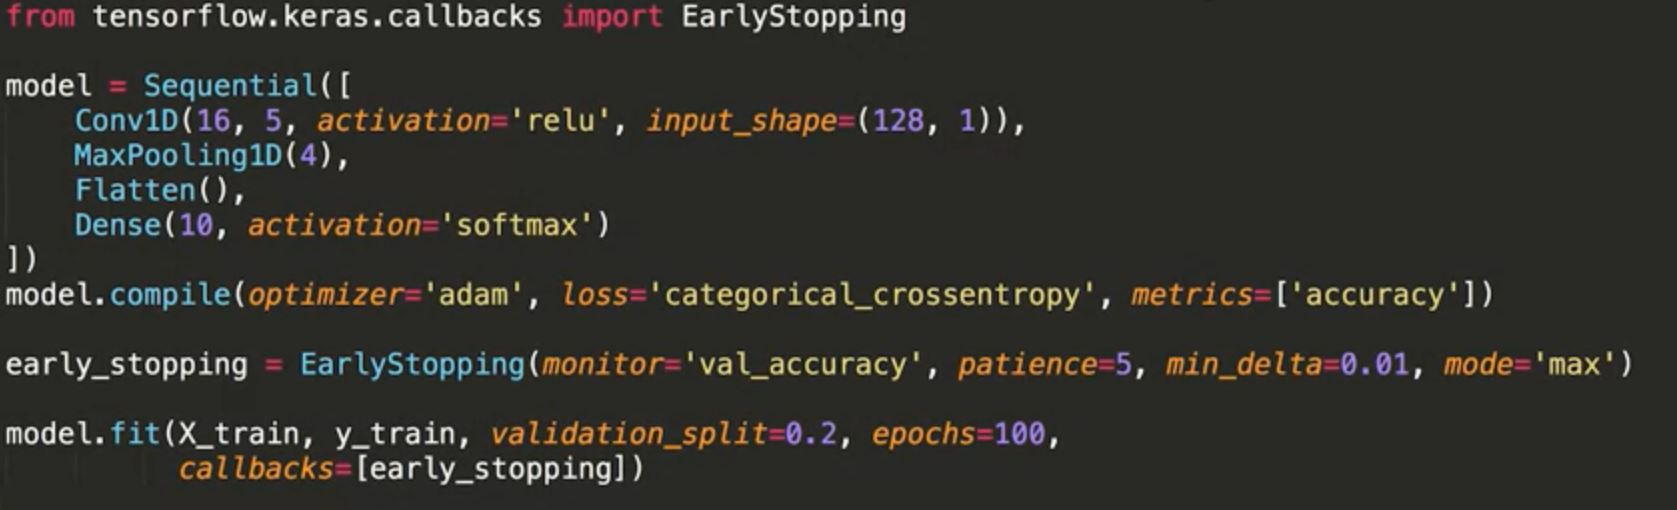 from tensorflow.keras.callbacks import EarlyStopping

model = Sequential([
    Conv1D(16, 5, activation='relu', input_shape=(128, 1)),
    MaxPooling1D(4),
    Flatten(),
    Dense(10, activation='softmax')
])
model.compile(optimizer='adam', loss='categorical_crossentropy', metrics=['accuracy'])

early_stopping = EarlyStopping(monitor='val_accuracy', patience=5, min_delta=0.01, mode='max')

model.fit(X_train, y_train, validation_split=0.2, epochs=100,
          callbacks=[early_stopping])